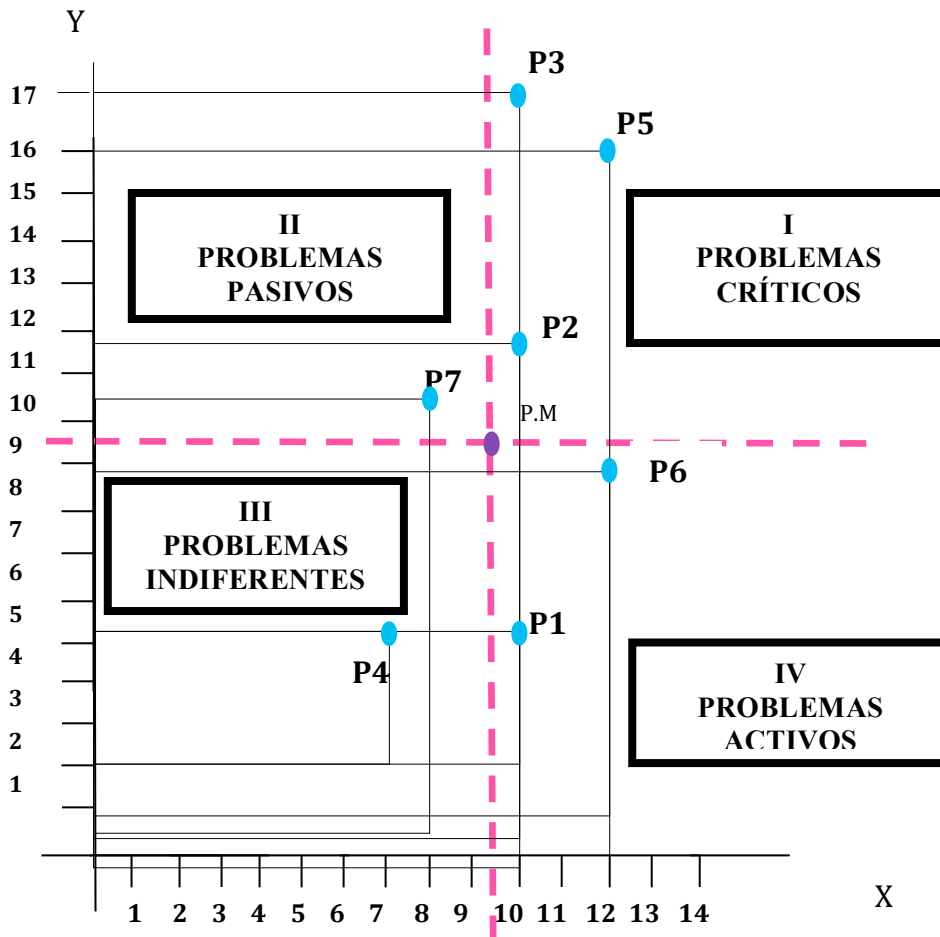 Y
P3
17
P5
16
15
II
PROBLEMAS
PASIVOS
I
PROBLEMAS
CRÍTICOS
14
13
12
P2
11
P7
10
P.M
9
P6
8
III
PROBLEMAS
INDIFERENTES
7
6
5
P1
4
P4
IV
PROBLEMAS
ACTIVOS
3
2
1
X
1 2 3 4 5 6 7 8 9 10 11 12 13 14